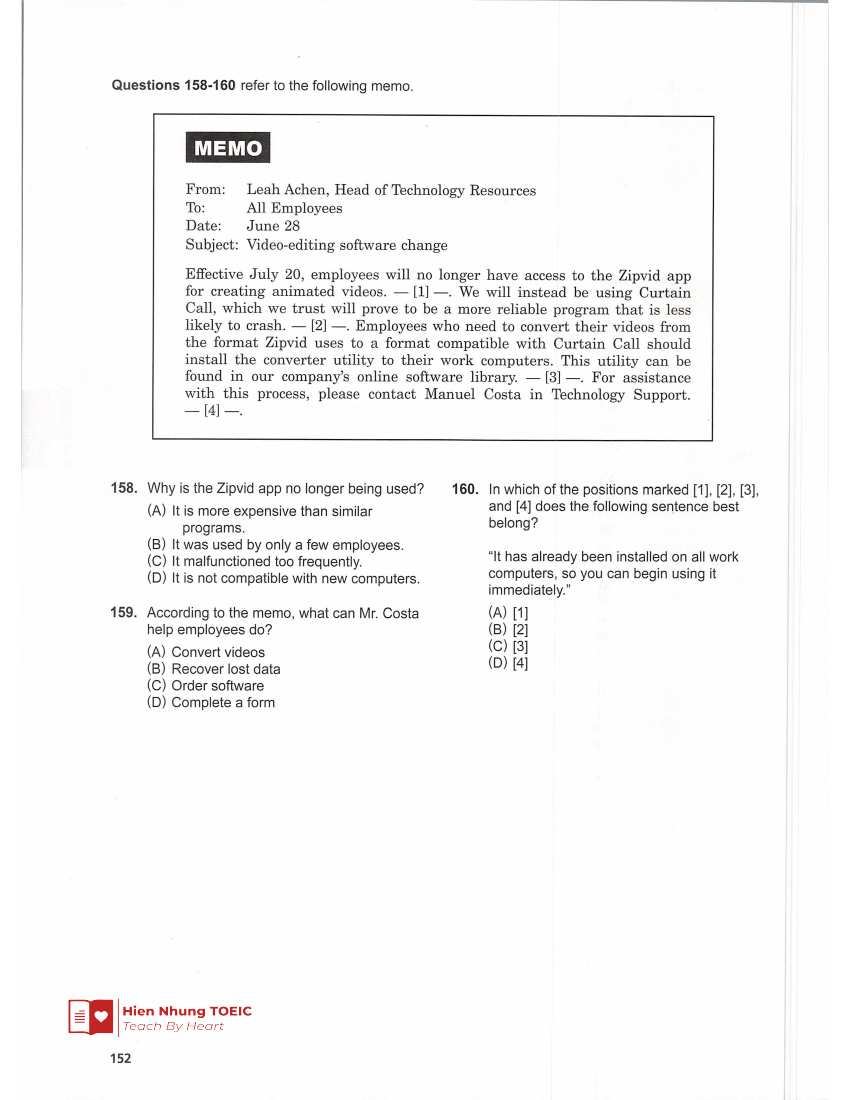 Questions 158-160 refer to the following memo.
MEMO
From: Leah Achen, Head of Technology Resources
To: All Employees
Date: June 28
Subject: Video-editing software change
Effective July 20, employees will no longer have access to the Zipvid app
for creating animated videos. — [1] —. We will instead be using Curtain
Call, which we trust will prove to be a more reliable program that is less
likely to crash. — [2] —. Employees who need to convert their videos from
the format Zipvid uses to a format compatible with Curtain Call should
install the converter utility to their work computers. This utility can be
found in our company's online software library. — [3] —. For assistance
with this process, please contact Manuel Costa in Technology Support.
— [4] —.
158. Why is the Zipvid app no longer being used?
(A) It is more expensive than similar
programs.
(B) It was used by only a few employees.
(C) It malfunctioned too frequently.
(D) It is not compatible with new computers.
159. According to the memo, what can Mr. Costa
help employees do?
(A) Convert videos
(B) Recover lost data
(C) Order software
(D) Complete a form
160. In which of the positions marked [1], [2], [3],
and [4] does the following sentence best
belong?
“It has already been installed on all work
computers, so you can begin using it
immediately.”
(A) [1]
(B) [2]
(C) [3]
(D) [4]
Hien Nhung TOEIC
Teach By Heart
152